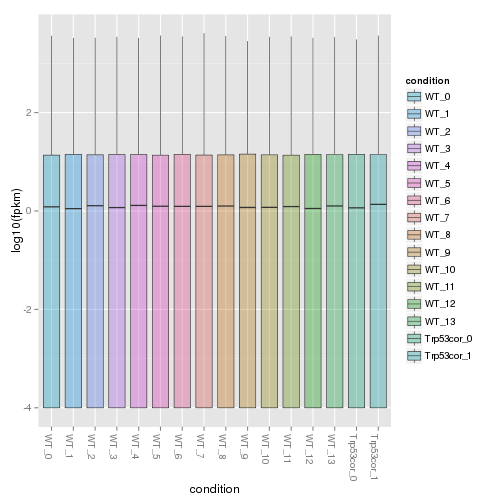 log10(fpkm)
2
0
-2
-4
WT_0
WT_1
WT_2
WT_3
WT_4
WT_5
WT_6
WT_7
WT_8
WT_9
WT_10
WT_11
WT_12
WT_13
Trp53cor_0
Trp53cor_1
condition
condition
WT_0
WT_1
WT_2
WT_3
WT_4
WT_5
WT_6
WT_7
WT_8
WT_9
WT_10
WT_11
WT_12
WT_13
Trp53cor_0
Trp53cor_1